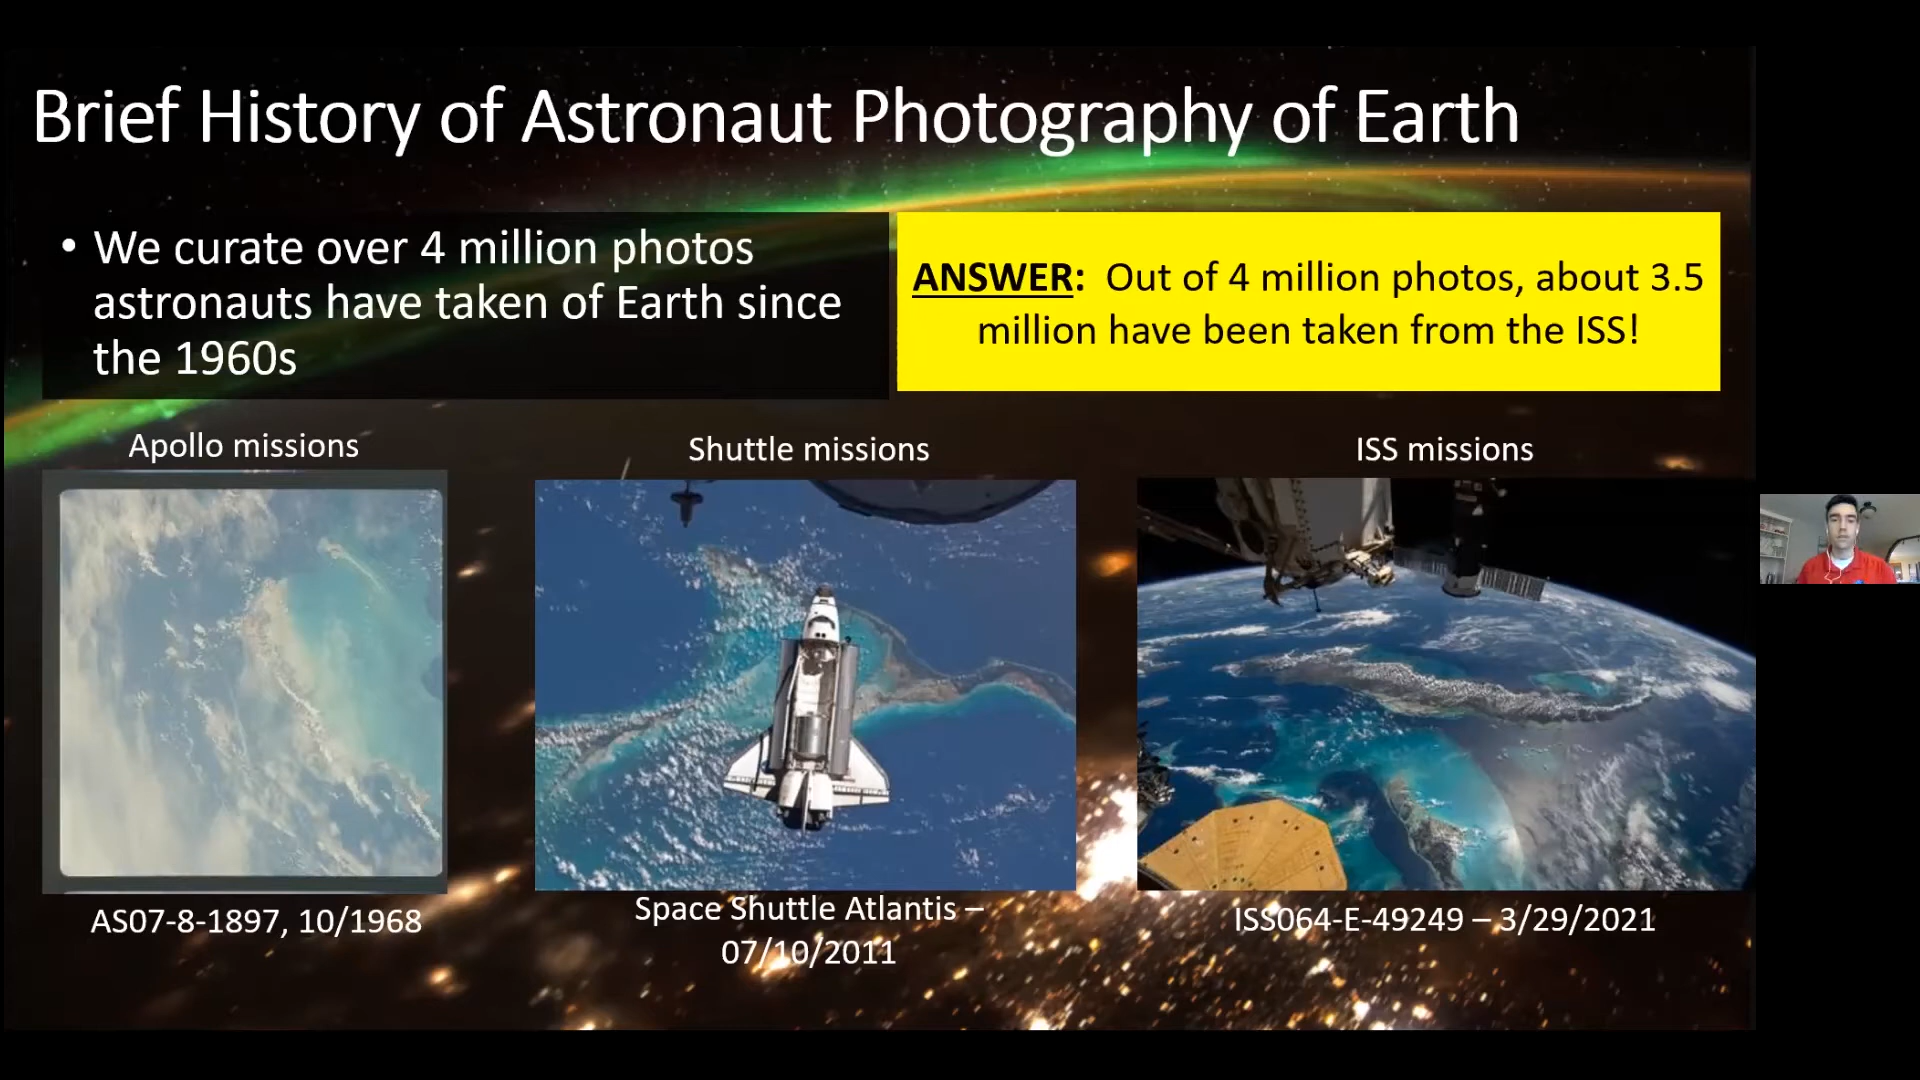 Brief History of Astronaut Photography of Earth
• We curate over 4 million photos
astronauts have taken of Earth since
the 1960s
ANSWER: Out of 4 million photos, about 3.5
million have been taken from the ISS!
Apollo missions
Shuttle missions
ISS missions
AS07-8-1897, 10/1968
Space Shuttle Atlantis –
07/10/2011
ISS064-E-49249 – 3/29/2021